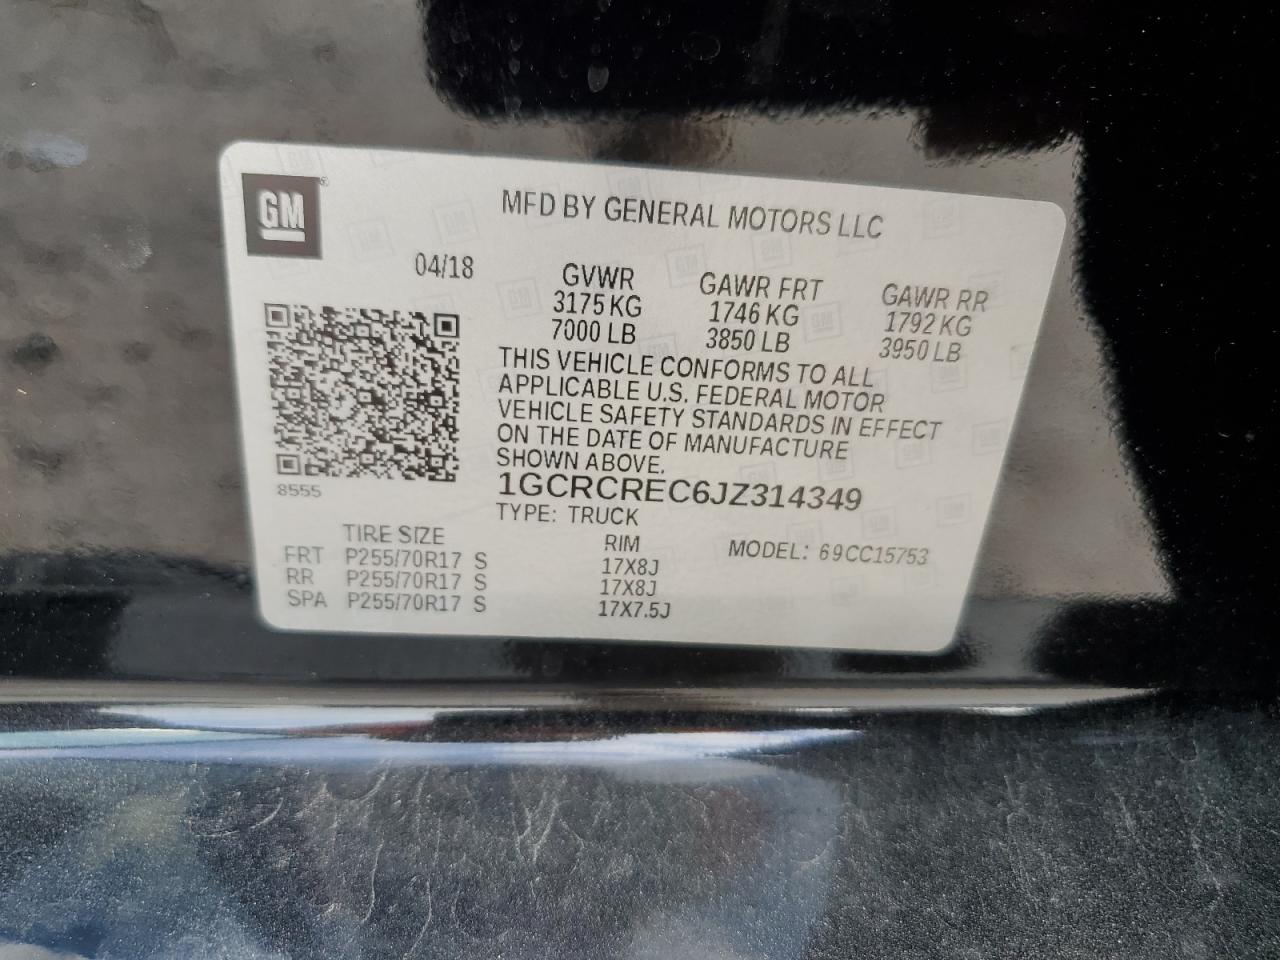 GM
MFD BY GENERAL MOTORS LLC
04/18
GVWR GAWR FRT GAWR RR
3175 KG 1746 KG 1792 KG
7000 LB 3850 LB 3950 LB
THIS VEHICLE CONFORMS TO ALL
APPLICABLE U.S. FEDERAL MOTOR
VEHICLE SAFETY STANDARDS IN EFFECT
ON THE DATE OF MANUFACTURE
SHOWN ABOVE.
8555
1GCRCREC6JZ314349
TYPE: TRUCK
TIRE SIZE RIM MODEL: 69CC15753
FRT P255/70R17 S 17X8J
RR P255/70R17 S 17X8J
SPA P255/70R17 S 17X7.5J